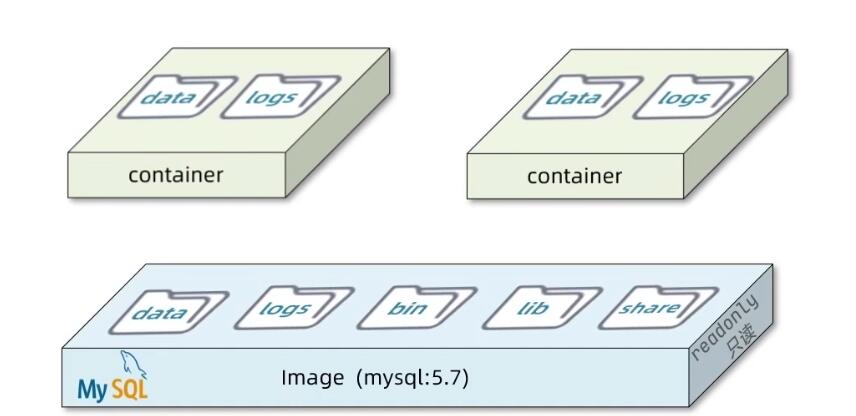 data logs
container
data logs
container
data logs bin lib share
readonly
只读
MySQL
Image (mysql:5.7)